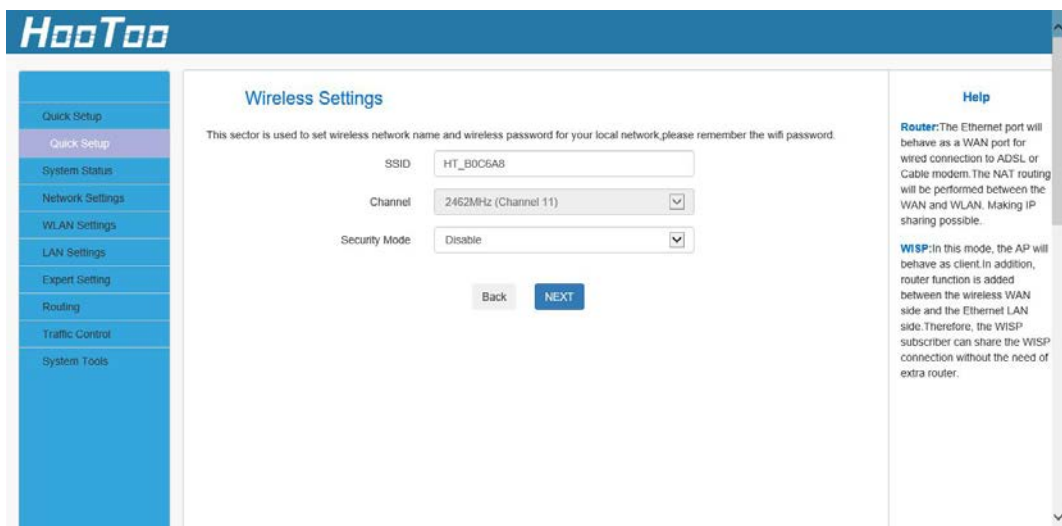 HooToo
Quick Setup
Quick Setup
System Status
Network Settings
WLAN Settings
LAN Settings
Expert Setting
Routing
Traffic Control
System Tools
Wireless Settings
This sector is used to set wireless network name and wireless password for your local network,please remember the wifi password.
SSID HT_B0C6A8
Channel 2462MHz (Channel 11)
Security Mode Disable
Back NEXT
Help
Router:The Ethernet port will
behave as a WAN port for
wired connection to ADSL or
Cable modem.The NAT routing
will be performed between the
WAN and WLAN. Making IP
sharing possible.
WISP:In this mode, the AP will
behave as client.In addition,
router function is added
between the wireless WAN
side and the Ethernet LAN
side.Therefore, the WISP
subscriber can share the WISP
connection without the need of
extra router.